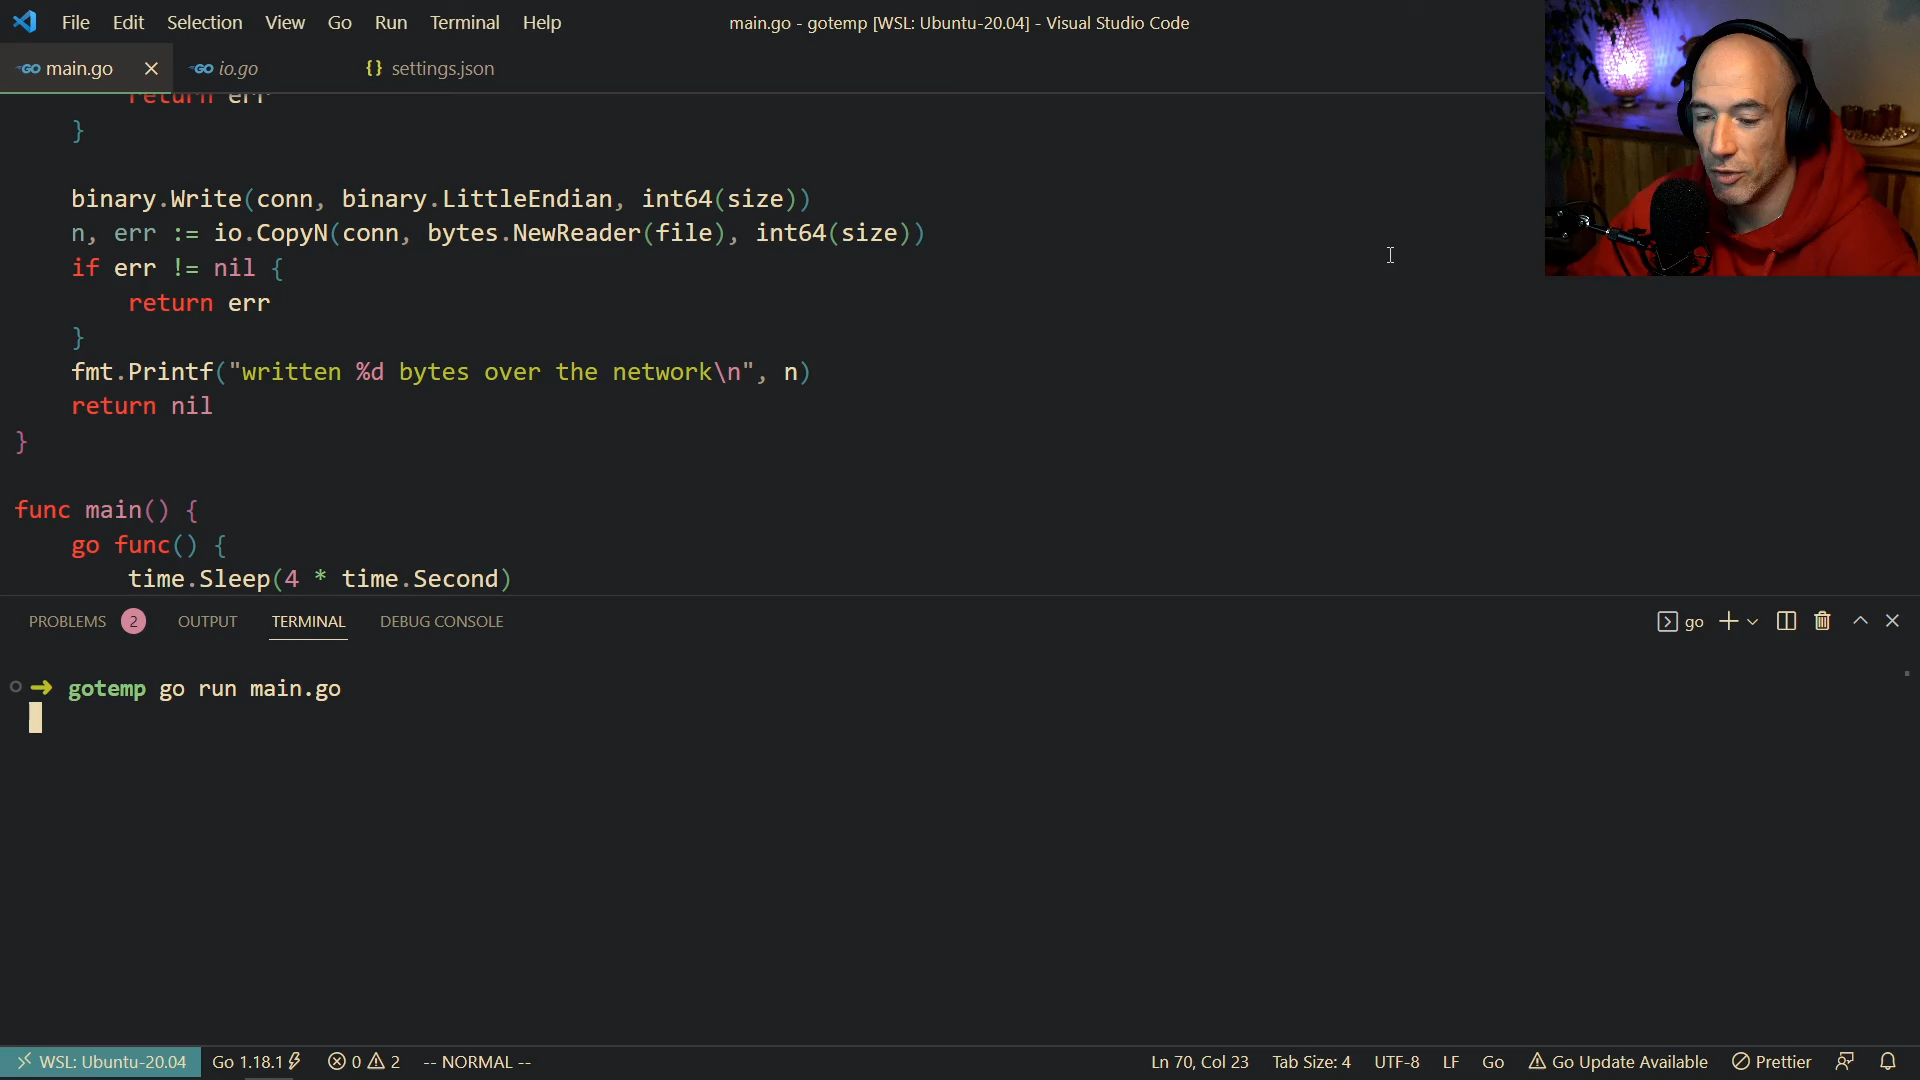 File Edit Selection View Go Run Terminal Help
main.go - gotemp [WSL: Ubuntu-20.04] - Visual Studio Code
main.go io.go {} settings.json
return err
}
binary.Write(conn, binary.LittleEndian, int64(size))
n, err := io.CopyN(conn, bytes.NewReader(file), int64(size))
if err != nil {
return err
}
fmt.Printf("written %d bytes over the network\n", n)
return nil
}
func main() {
go func() {
time.Sleep(4 * time.Second)
PROBLEMS 2 OUTPUT TERMINAL DEBUG CONSOLE go
gotemp go run main.go
WSL: Ubuntu-20.04 Go 1.18.1 0 2 -- NORMAL -- Ln 70, Col 23 Tab Size: 4 UTF-8 LF Go Go Update Available Prettier